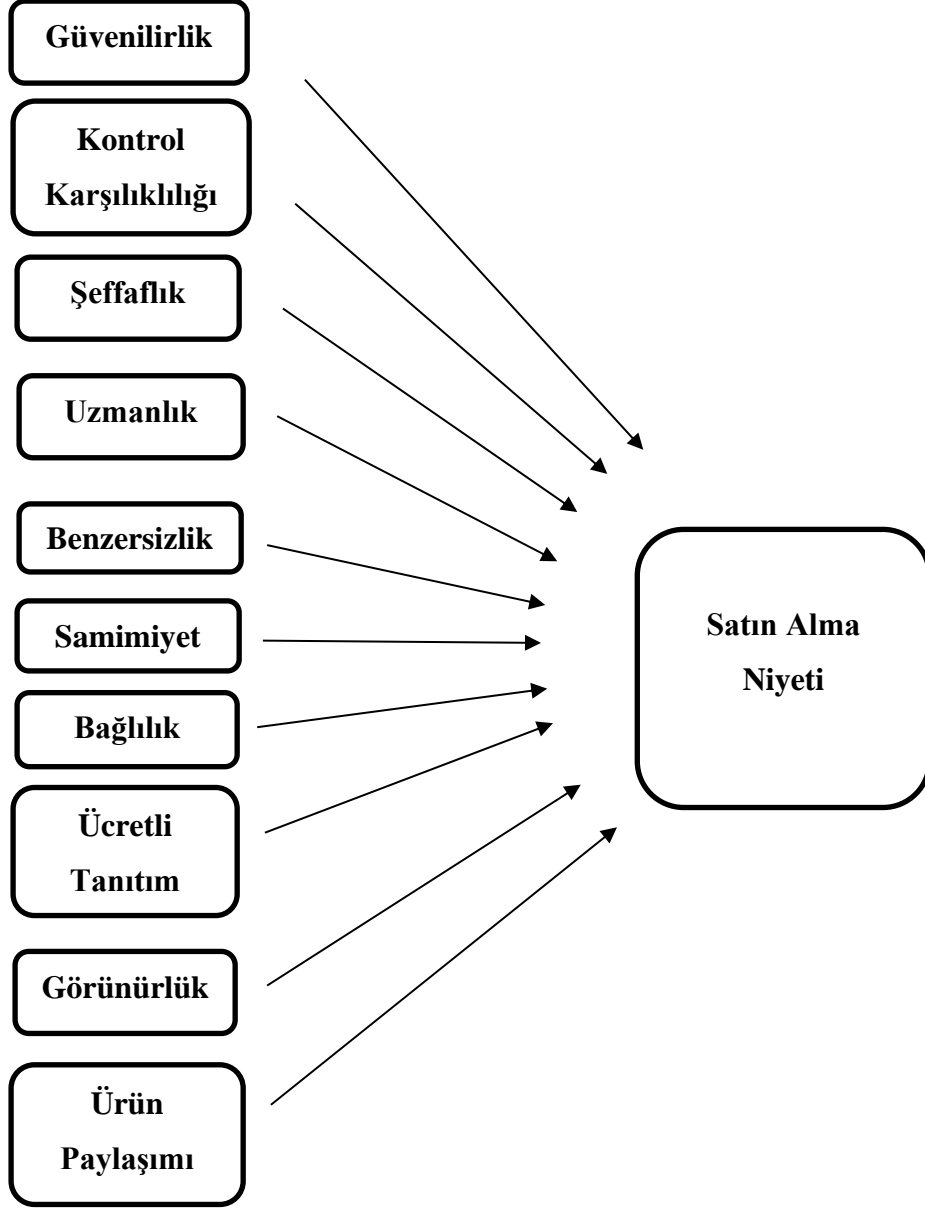 Güvenilirlik
Kontrol
Karşılıklılığı
Şeffaflık
Uzmanlık
Benzersizlik
Samimiyet
Bağlılık
Ücretli
Tanıtım
Görünürlük
Ürün
Paylaşımı
Satın Alma
Niyeti